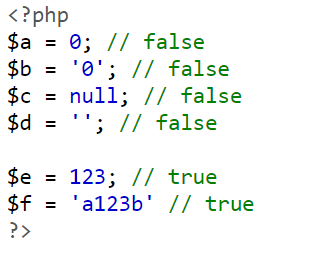 <?php
$a = 0; // false
$b = '0'; // false
$c = null; // false
$d = ''; // false
$e = 123; // true
$f = 'a123b' // true
?>